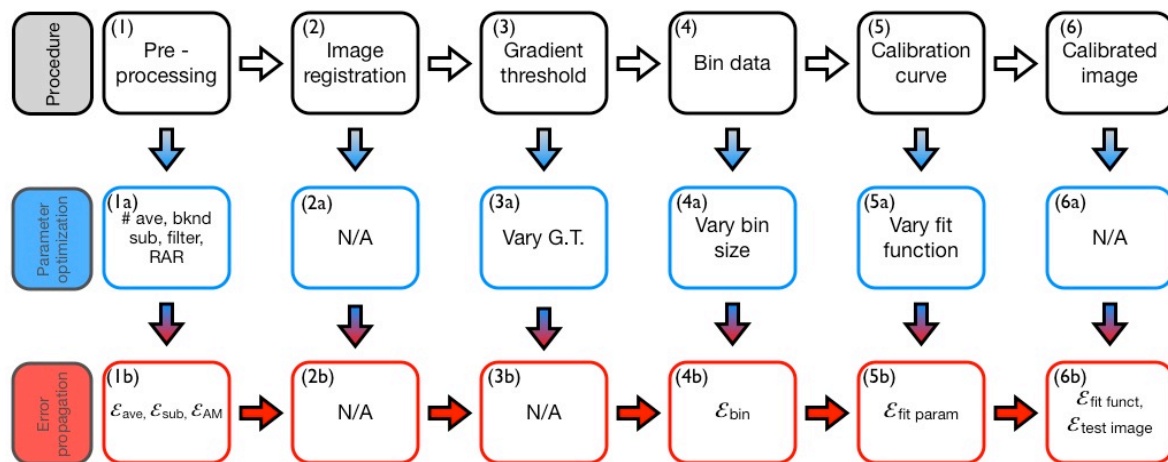 Procedure
(1)
Pre -
processing
(2)
Image
registration
(3)
Gradient
threshold
(4)
Bin data
(5)
Calibration
curve
(6)
Calibrated
image
Parameter
optimization
(1a)
# ave, bknd
sub, filter,
RAR
(2a)
N/A
(3a)
Vary G.T.
(4a)
Vary bin
size
(5a)
Vary fit
function
(6a)
N/A
Error
propagation
(1b)
ℰave, ℰsub, ℰAM
(2b)
N/A
(3b)
N/A
(4b)
ℰbin
(5b)
ℰfit param
(6b)
ℰfit funct,
ℰtest image